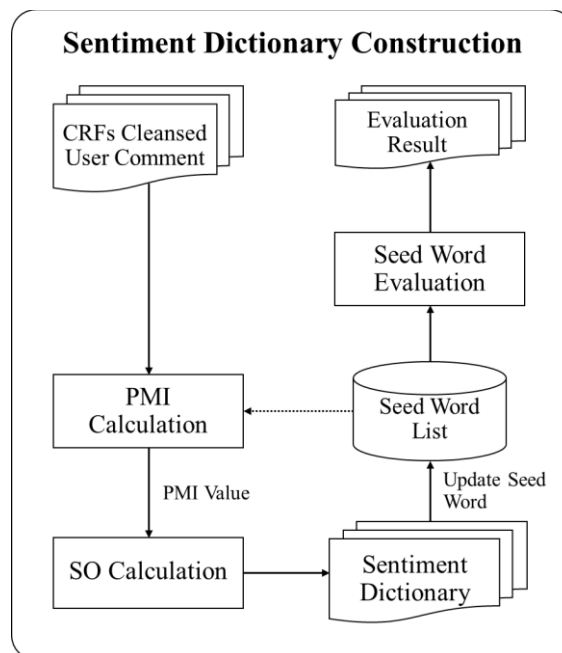 Sentiment Dictionary Construction
CRFs Cleansed
User Comment
Evaluation
Result
Seed Word
Evaluation
PMI
Calculation
Seed Word
List
PMI Value
Update Seed
Word
SO Calculation
Sentiment
Dictionary